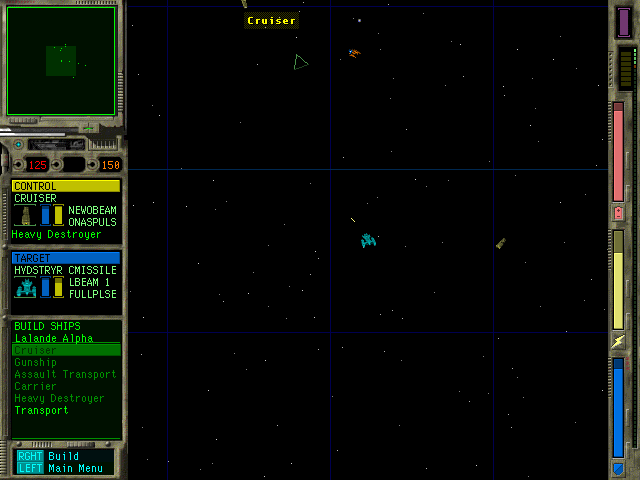 Cruiser
125 150
CONTROL
CRUISER
NEWOBEAM
ONASPULS
Heavy Destroyer
TARGET
HYDSTRYR CMISSILE
LBEAM 1
FULLPLSE
BUILD SHIPS
Lalande Alpha
Cruiser
Gunship
Assault Transport
Carrier
Heavy Destroyer
Transport
RGHT Build
LEFT Main Menu